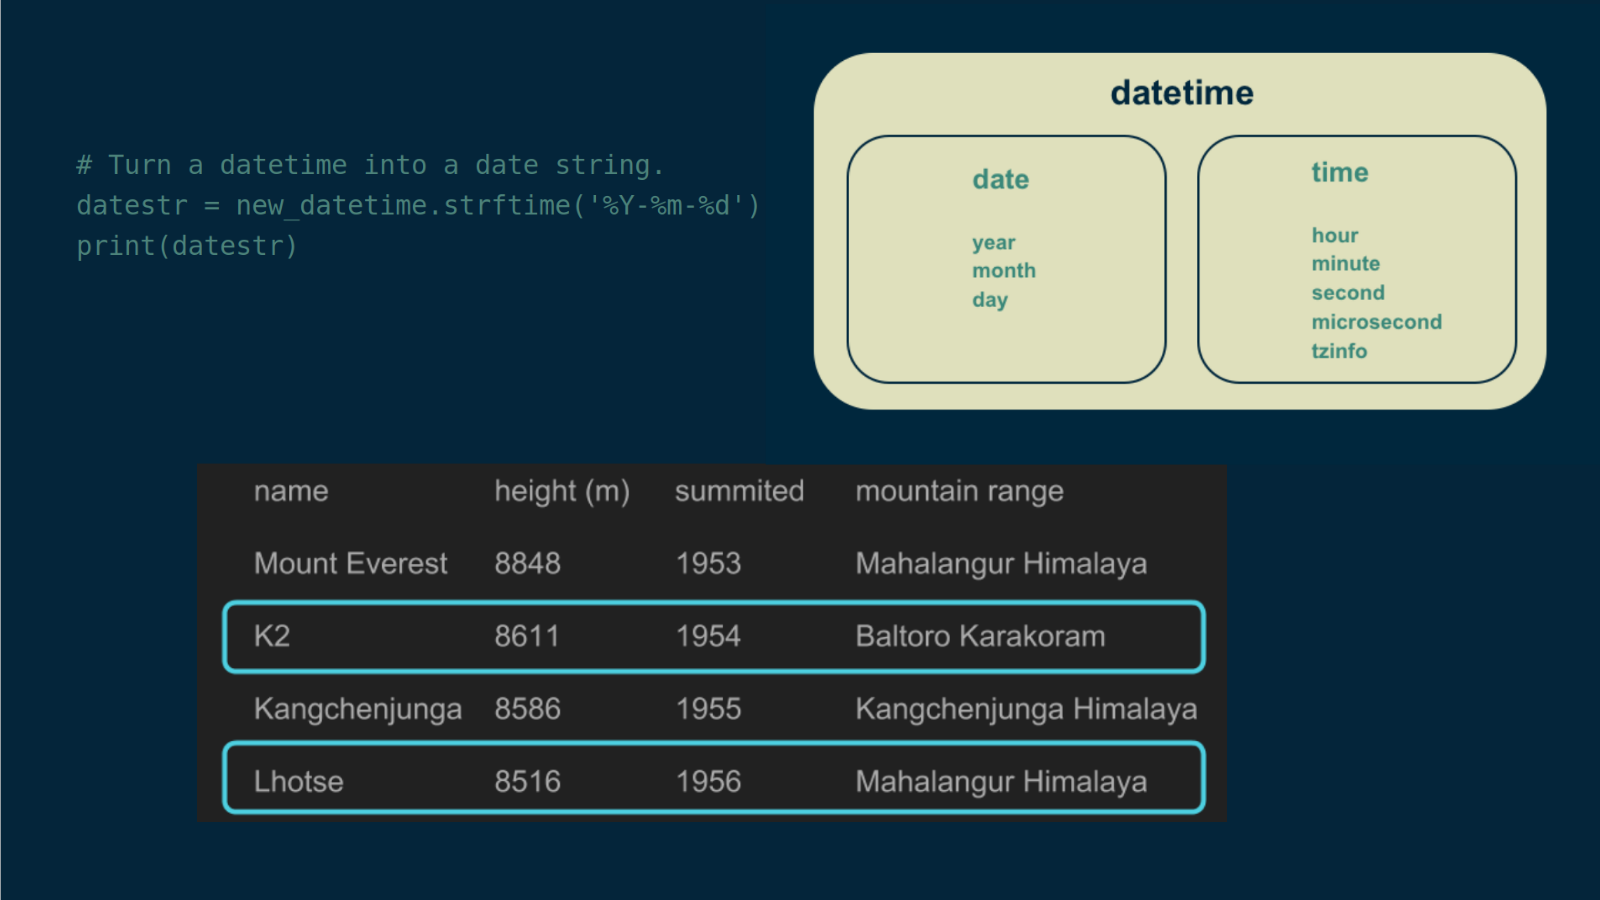 # Turn a datetime into a date string.
datestr = new_datetime.strftime('%Y-%m-%d')
print(datestr)
datetime
date
year
month
day
time
hour
minute
second
microsecond
tzinfo
name height (m) summited mountain range
Mount Everest 8848 1953 Mahalangur Himalaya
K2 8611 1954 Baltoro Karakoram
Kangchenjunga 8586 1955 Kangchenjunga Himalaya
Lhotse 8516 1956 Mahalangur Himalaya